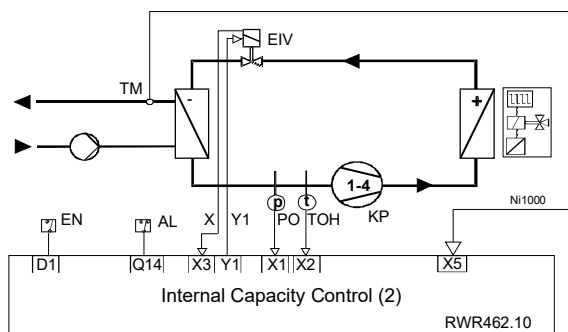 EIV
TM
-
+
1-4
p
t
EN
AL
X
Y1
PO
TOH
KP
Ni1000
D1
Q14
X3
Y1
X1
X2
X5
Internal Capacity Control (2)
RWR462.10